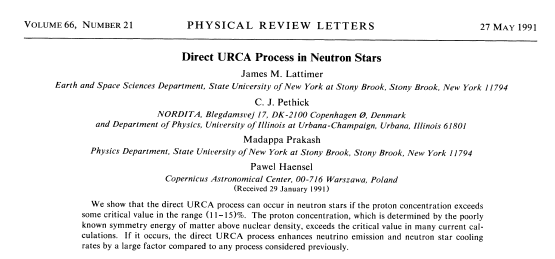 VOLUME 66, NUMBER 21 PHYSICAL REVIEW LETTERS 27 MAY 1991
Direct URCA Process in Neutron Stars
James M. Lattimer
Earth and Space Sciences Department, State University of New York at Stony Brook, Stony Brook, New York 11794
C. J. Pethick
NORDITA, Blegdamsvej 17, DK-2100 Copenhagen Ø, Denmark
and Department of Physics, University of Illinois at Urbana-Champaign, Urbana, Illinois 61801
Madappa Prakash
Physics Department, State University of New York at Stony Brook, Stony Brook, New York 11794
Pawel Haensel
Copernicus Astronomical Center, 00-716 Warszawa, Poland
(Received 29 January 1991)
We show that the direct URCA process can occur in neutron stars if the proton concentration exceeds
some critical value in the range (11–15)%. The proton concentration, which is determined by the poorly
known symmetry energy of matter above nuclear density, exceeds the critical value in many current cal-
culations. If it occurs, the direct URCA process enhances neutrino emission and neutron star cooling
rates by a large factor compared to any process considered previously.